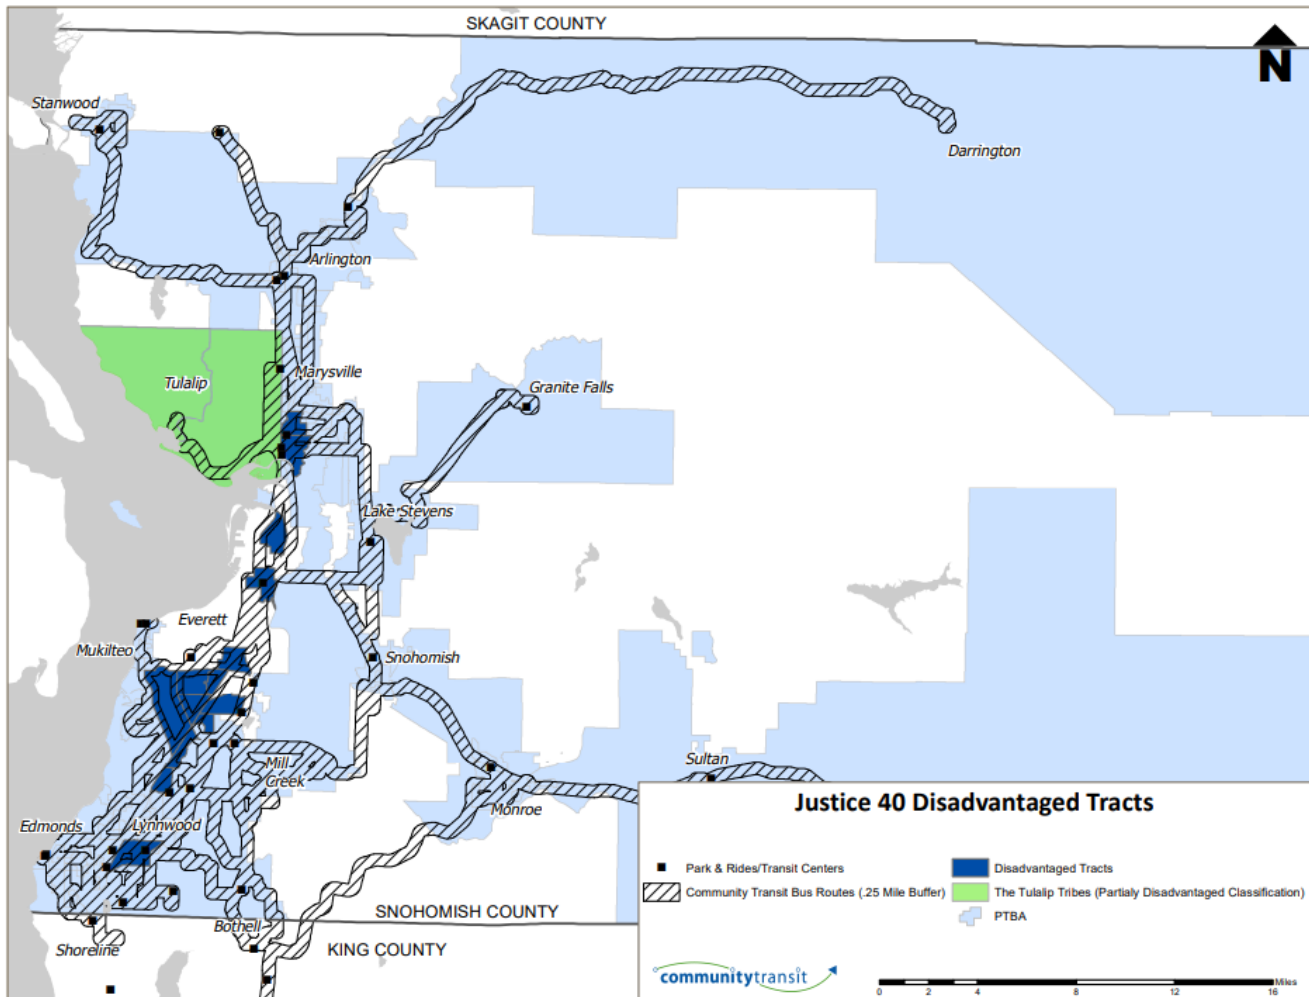 SKAGIT COUNTY
N
Stanwood
Darrington
Arlington
Tulalip
Marysville
Granite Falls
Lake Stevens
Everett
Mukilteo
Snohomish
Sultan
Mill
Creek
Monroe
Edmonds
Lynnwood
SNOHOMISH COUNTY
Bothell
KING COUNTY
Shoreline
Justice 40 Disadvantaged Tracts
Park & Rides/Transit Centers
Disadvantaged Tracts
Community Transit Bus Routes (.25 Mile Buffer)
The Tulalip Tribes (Partialy Disadvantaged Classification)
PTBA
communitytransit
Miles
0 2 4 8 12 16